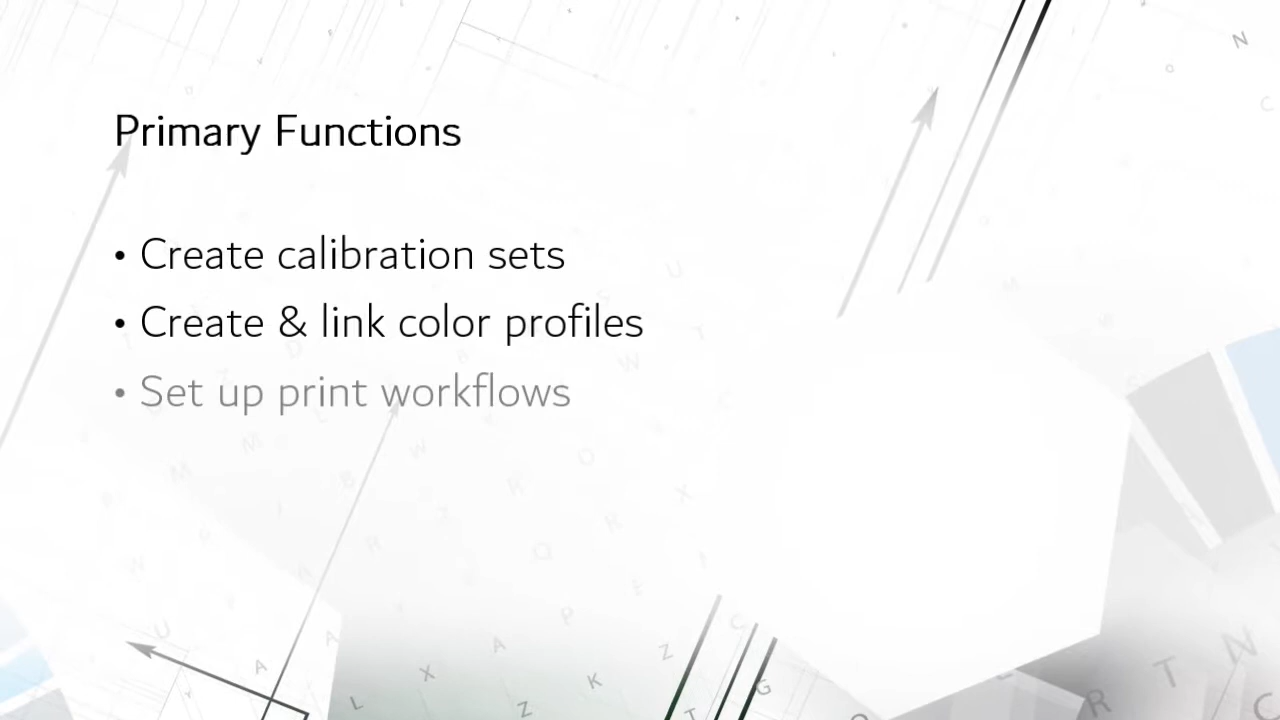 Primary Functions
• Create calibration sets
• Create & link color profiles
• Set up print workflows